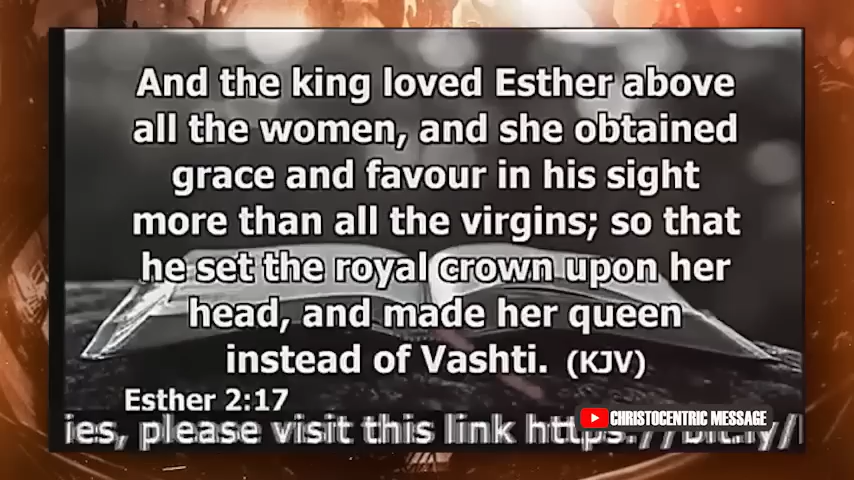 And the king loved Esther above
all the women, and she obtained
grace and favour in his sight
more than all the virgins; so that
he set the royal crown upon her
head, and made her queen
instead of Vashti. (KJV)
Esther 2:17
ies, please visit this link https://bit.ly/
CHRISTOCENTRIC MESSAGE